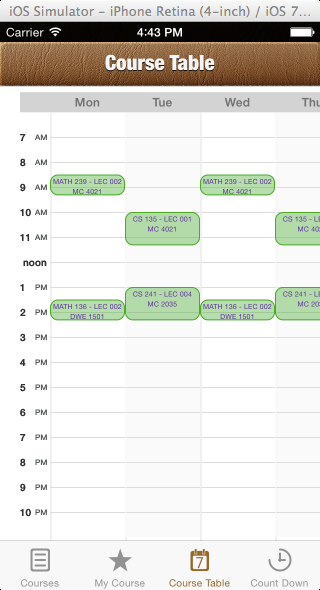 iOS Simulator – iPhone Retina (4-inch) / iOS 7...
Carrier 4:43 PM
Course Table
Mon Tue Wed Thu
7 AM
8 AM
MATH 239 - LEC 002 MATH 239 - LEC 002
9 AM
MC 4021 MC 4021
10 AM
CS 135 - LEC 001 CS 135 - L
MC 4021 MC 40
11 AM
noon
1 PM
CS 241 - LEC 004 CS 241 - L
MC 2035 MC 20
MATH 136 - LEC 002 MATH 136 - LEC 002
2 PM
DWE 1501 DWE 1501
3 PM
4 PM
5 PM
6 PM
7 PM
8 PM
9 PM
10 PM
7
Courses My Course Course Table Count Down